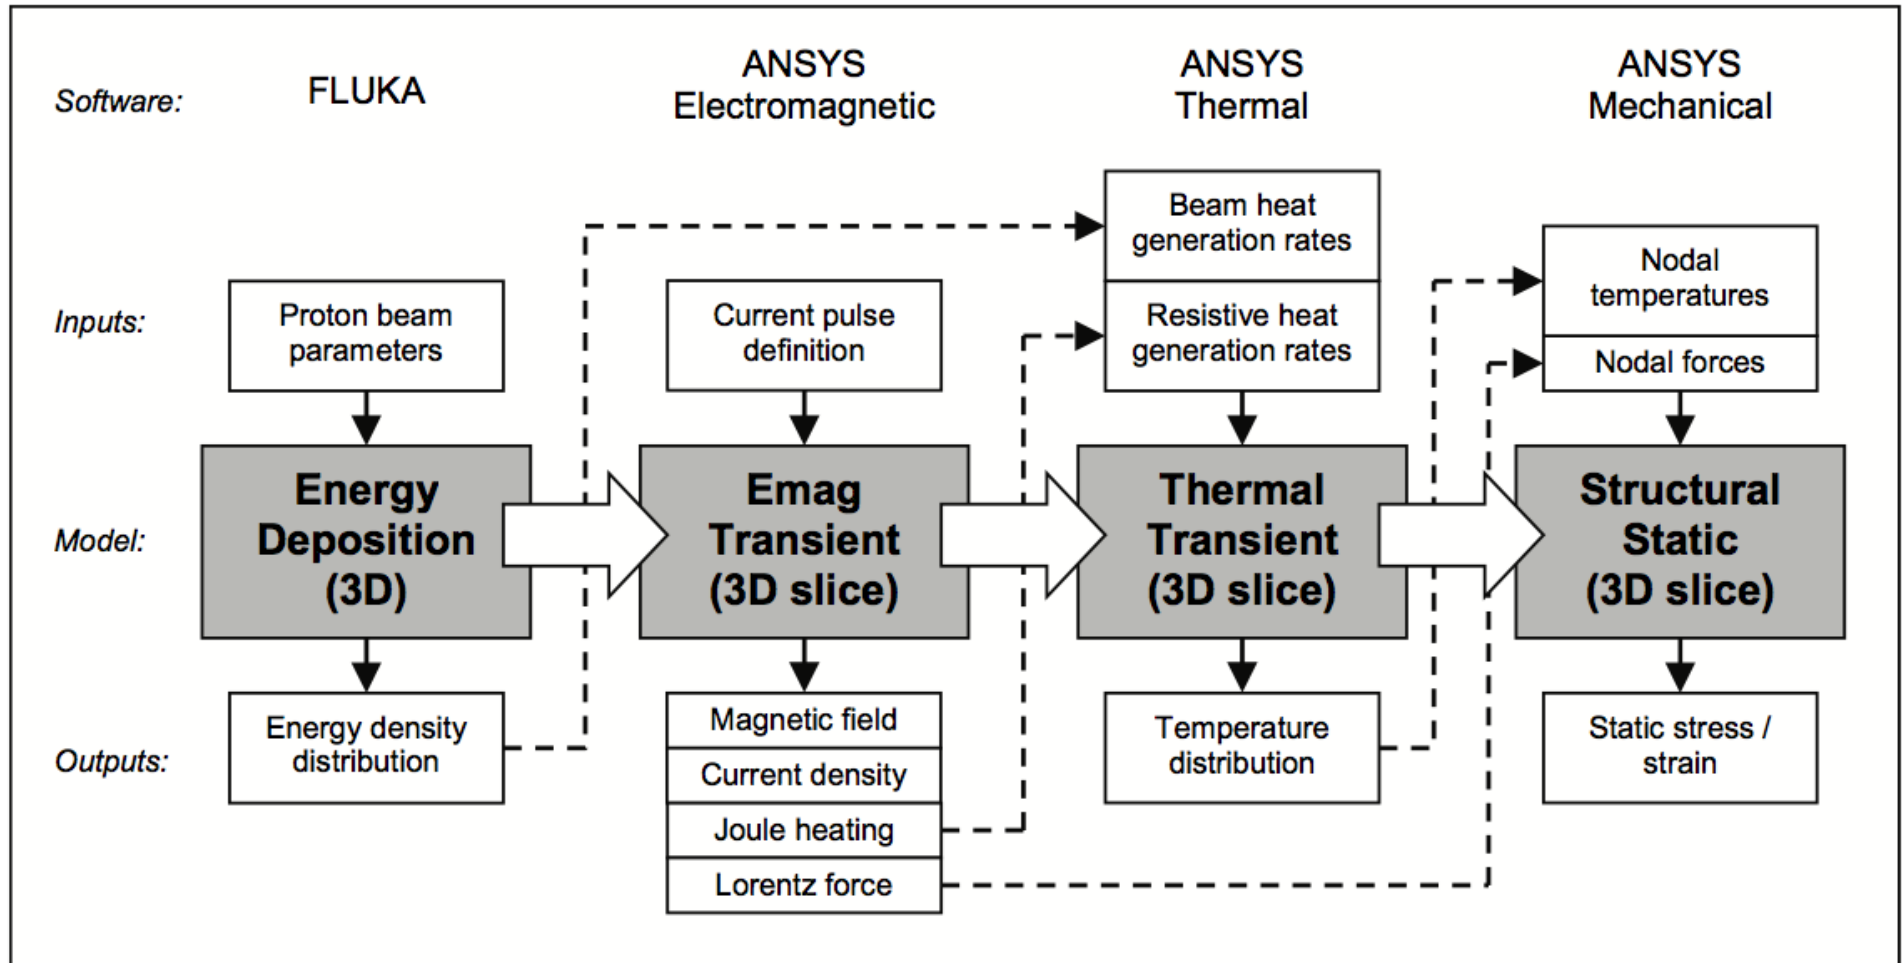 Software:
FLUKA
ANSYS
Electromagnetic
ANSYS
Thermal
ANSYS
Mechanical
Inputs:
Proton beam
parameters
Current pulse
definition
Beam heat
generation rates
Resistive heat
generation rates
Nodal
temperatures
Nodal forces
Model:
Energy
Deposition
(3D)
Emag
Transient
(3D slice)
Thermal
Transient
(3D slice)
Structural
Static
(3D slice)
Outputs:
Energy density
distribution
Magnetic field
Current density
Joule heating
Lorentz force
Temperature
distribution
Static stress /
strain